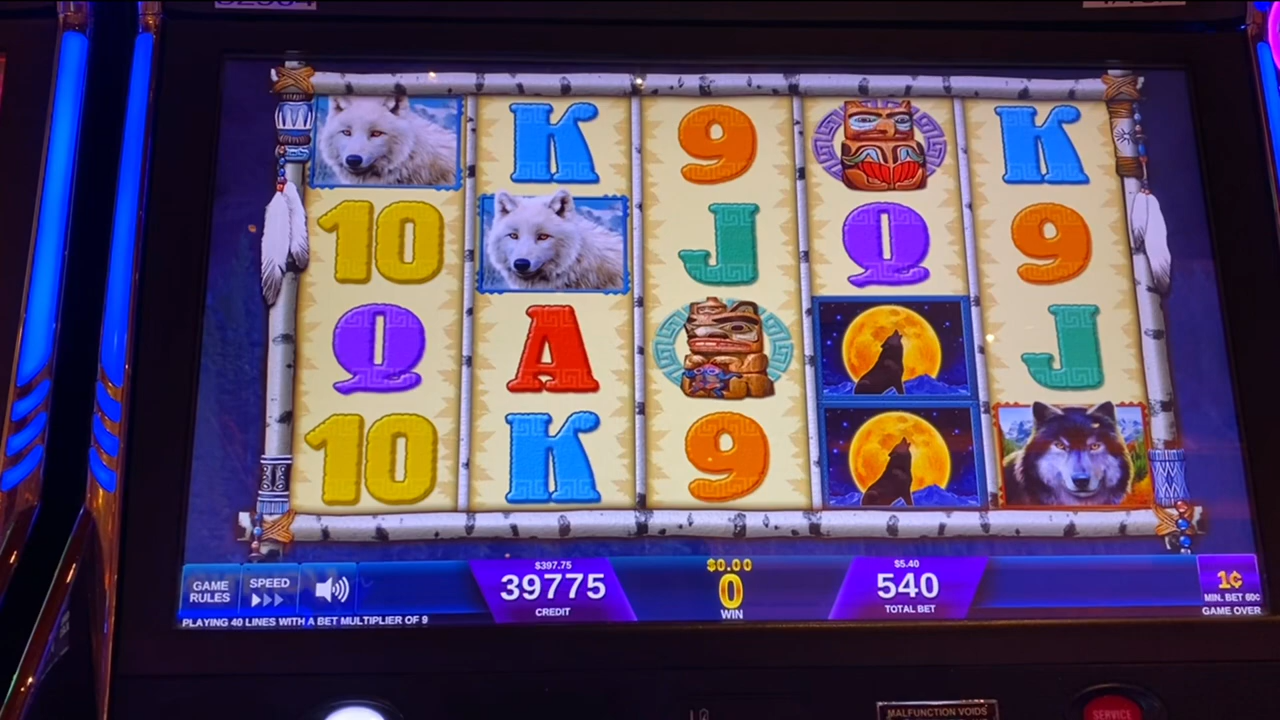 K 9 K
10 J Q 9
Q A J
10 K 9
GAME RULES
SPEED
$397.75
39775
CREDIT
$0.00
0
WIN
$5.40
540
TOTAL BET
1¢
MIN. BET 60¢
GAME OVER
PLAYING 40 LINES WITH A BET MULTIPLIER OF 9
MALFUNCTION VOIDS
SERVICE